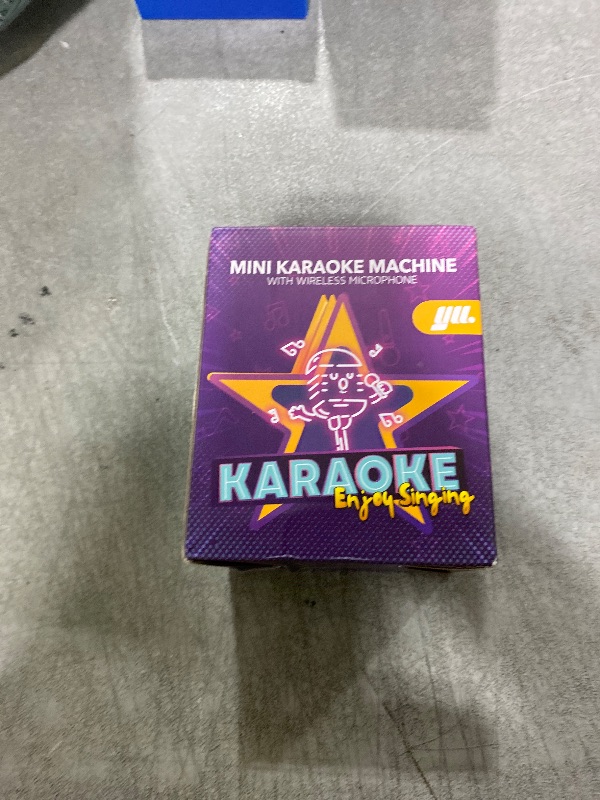 MINI KARAOKE MACHINE
WITH WIRELESS MICROPHONE
yu.
KARAOKE
Enjoy Singing